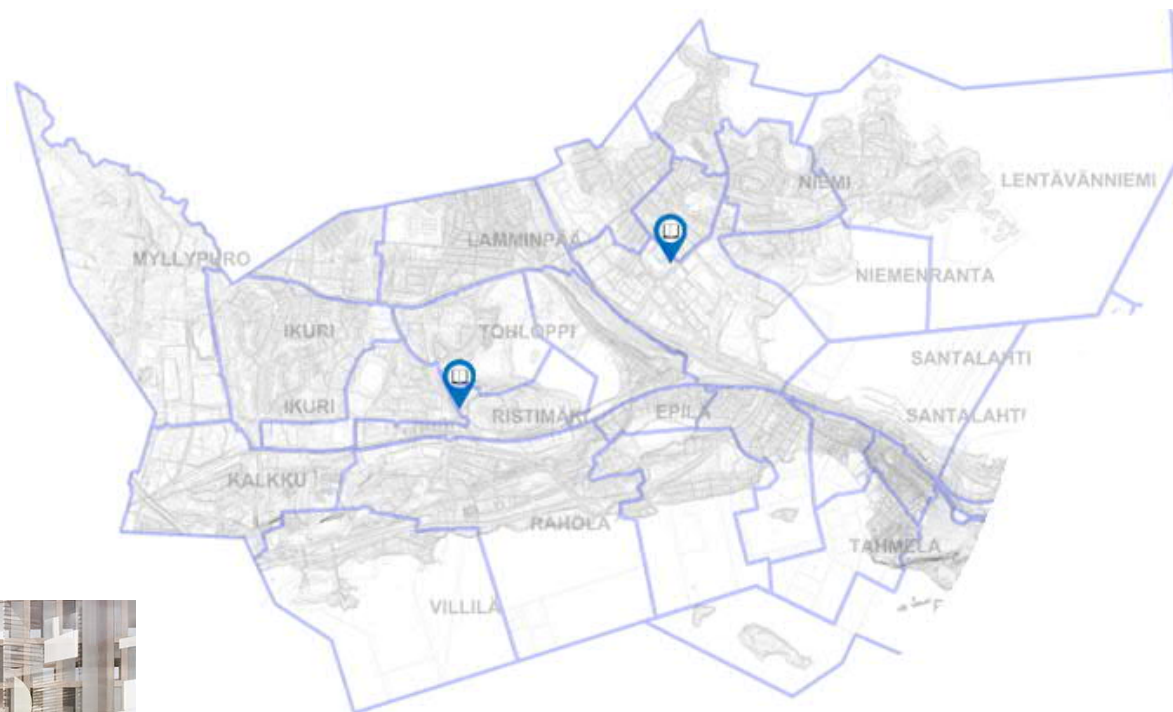 NIEMI
LENTÄVÄNNIEMI
LAMMINPÄÄ
MYLLYPURO
NIEMENRANTA
IKURI
TOHLOPPI
SANTALAHTI
IKURI
RISTIMÄKI
EPILÄ
SANTALAHTI
KALKKU
RAHOLA
TAHMELA
VILLILÄ